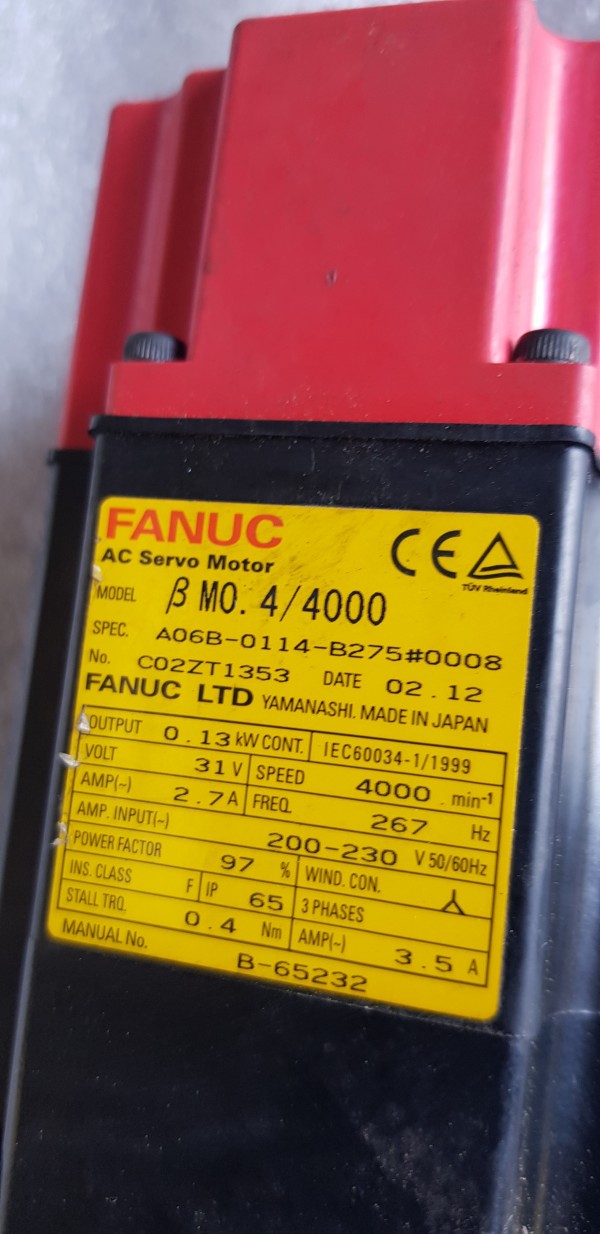 FANUC
AC Servo Motor
CE TÜV Rheinland
MODEL β M0.4/4000
SPEC. A06B-0114-B275#0008
No. C02ZT1353 DATE 02.12
FANUC LTD YAMANASHI. MADE IN JAPAN
OUTPUT 0.13 kW CONT. IEC60034-1/1999
VOLT 31 V SPEED 4000 . min-1
AMP(~) 2.7 A FREQ. 267 Hz
AMP. INPUT(~) 200-230 V 50/60Hz
POWER FACTOR 97 % WIND. CON.
INS. CLASS F IP 65 3 PHASES
STALL TRQ. 0.4 Nm AMP(~) 3.5 A
MANUAL No. B-65232